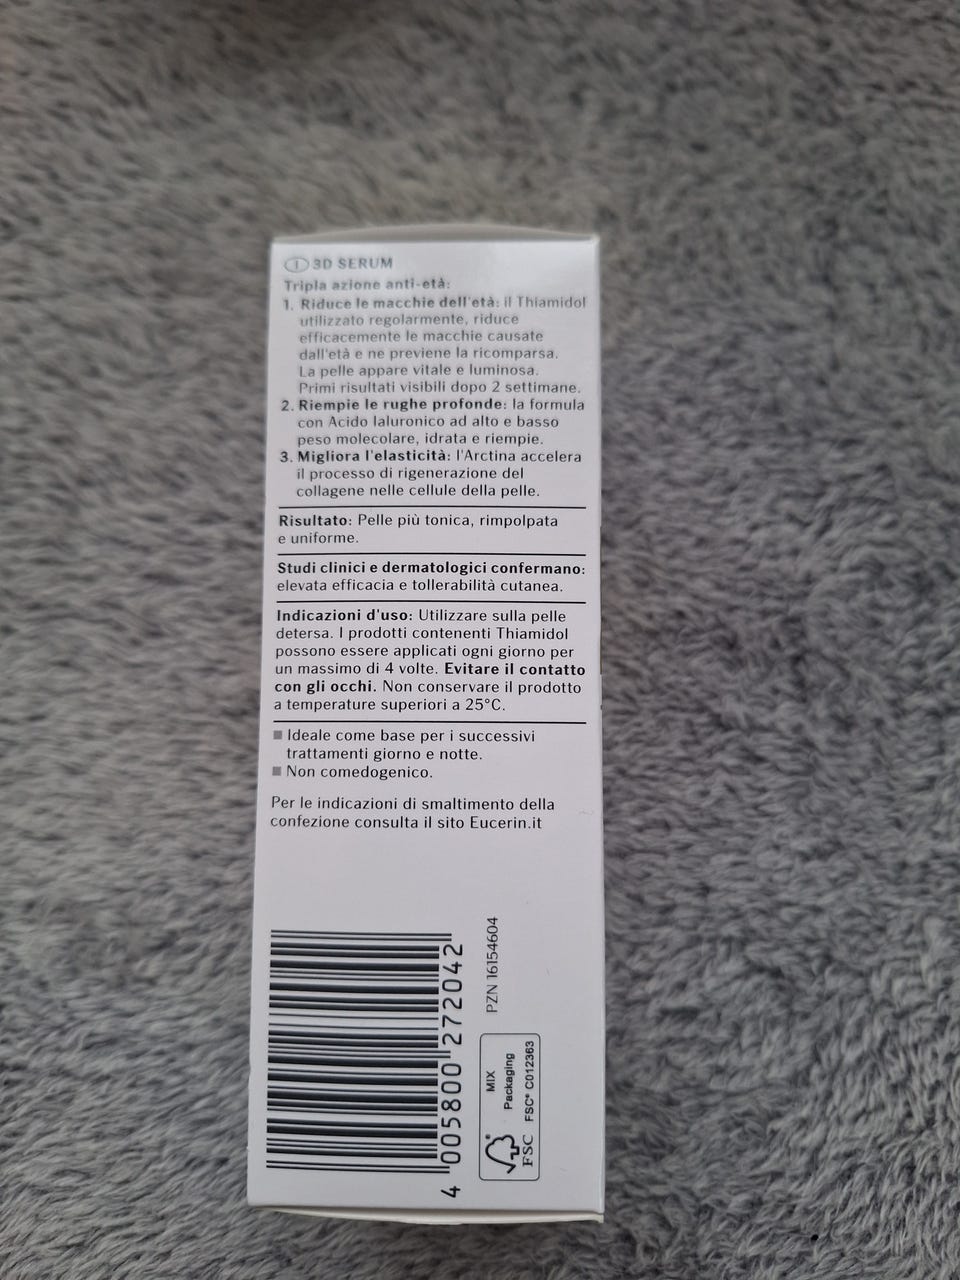 I 3D SERUM
Tripla azione anti-età:
1. Riduce le macchie dell'età: il Thiamidol
utilizzato regolarmente, riduce
efficacemente le macchie causate
dall'età e ne previene la ricomparsa.
La pelle appare vitale e luminosa.
Primi risultati visibili dopo 2 settimane.
2. Riempie le rughe profonde: la formula
con Acido Ialuronico ad alto e basso
peso molecolare, idrata e riempie.
3. Migliora l'elasticità: l'Arctina accelera
il processo di rigenerazione del
collagene nelle cellule della pelle.
Risultato: Pelle più tonica, rimpolpata
e uniforme.
Studi clinici e dermatologici confermano:
elevata efficacia e tollerabilità cutanea.
Indicazioni d'uso: Utilizzare sulla pelle
detersa. I prodotti contenenti Thiamidol
possono essere applicati ogni giorno per
un massimo di 4 volte. Evitare il contatto
con gli occhi. Non conservare il prodotto
a temperature superiori a 25°C.
■ Ideale come base per i successivi
trattamenti giorno e notte.
■ Non comedogenico.
Per le indicazioni di smaltimento della
confezione consulta il sito Eucerin.it
4 005800 272042
PZN 16154604
FSC
MIX
Packaging
FSC® C012363